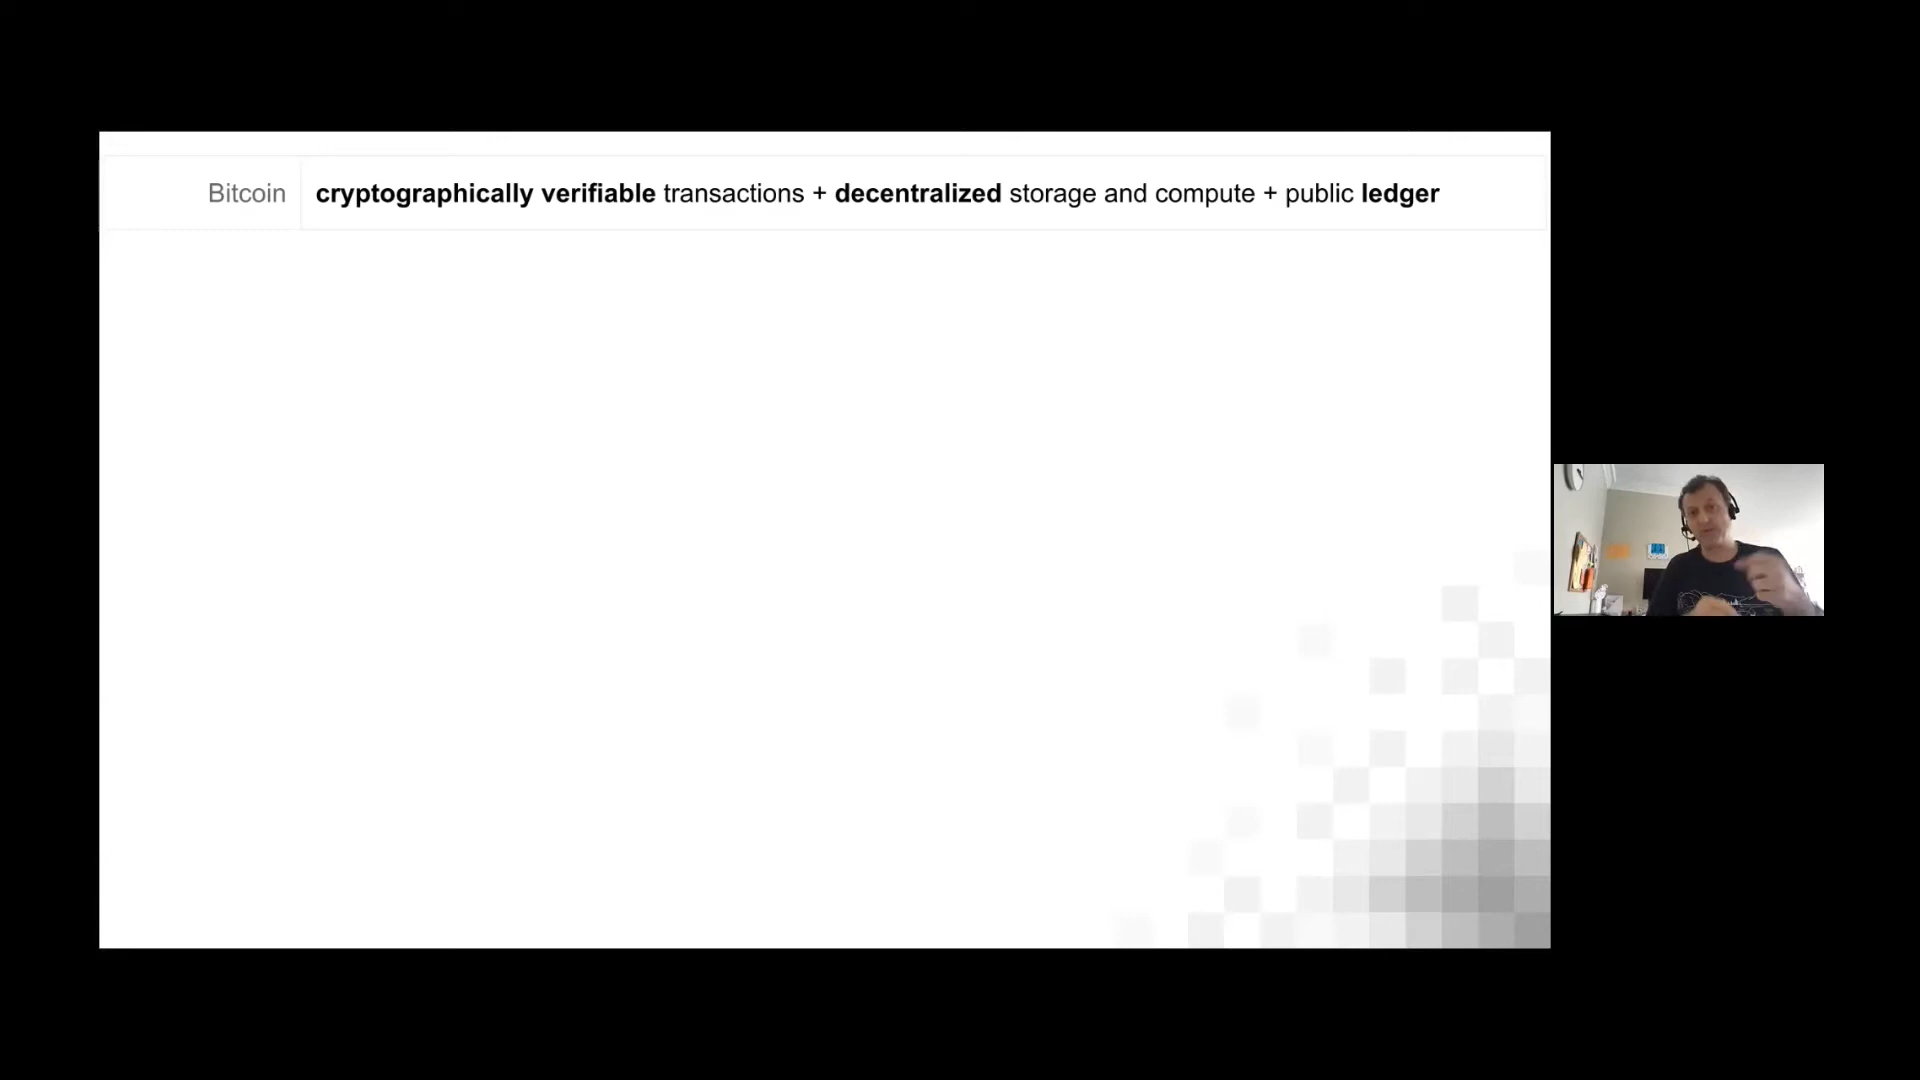 Bitcoin cryptographically verifiable transactions + decentralized storage and compute + public ledger